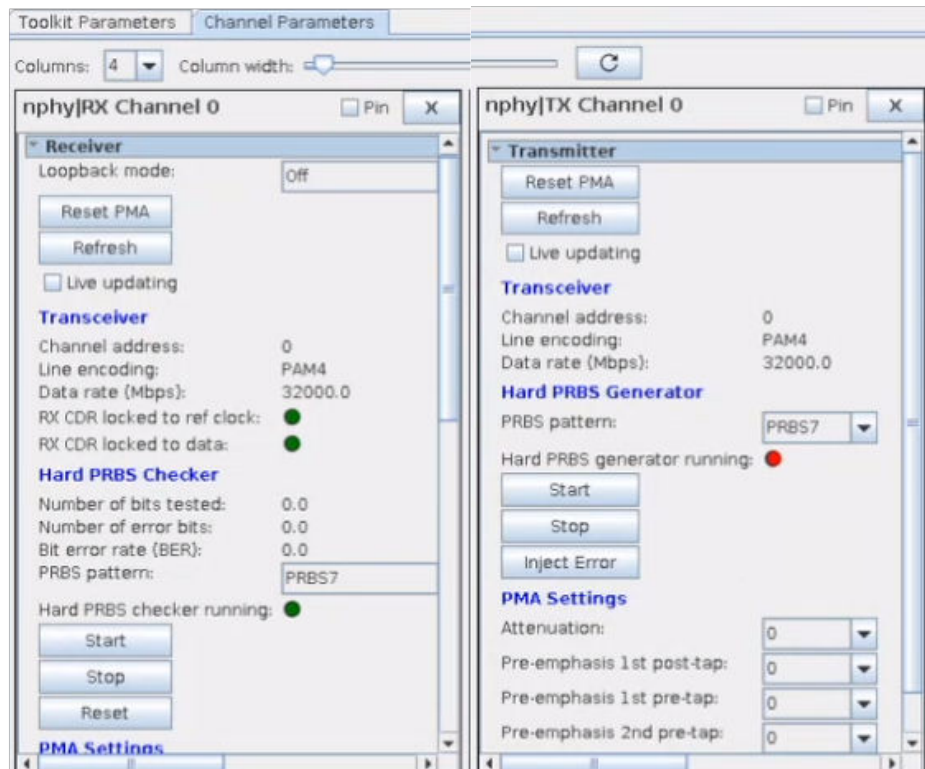 Toolkit Parameters Channel Parameters
Columns: 4 Column width:
nphy|RX Channel 0 Pin X
Receiver
Loopback mode: Off
Reset PMA
Refresh
Live updating
Transceiver
Channel address: 0
Line encoding: PAM4
Data rate (Mbps): 32000.0
RX CDR locked to ref clock:
RX CDR locked to data:
Hard PRBS Checker
Number of bits tested: 0.0
Number of error bits: 0.0
Bit error rate (BER): 0.0
PRBS pattern: PRBS7
Hard PRBS checker running:
Start
Stop
Reset
PMA Settings
nphy|TX Channel 0 Pin X
Transmitter
Reset PMA
Refresh
Live updating
Transceiver
Channel address: 0
Line encoding: PAM4
Data rate (Mbps): 32000.0
Hard PRBS Generator
PRBS pattern: PRBS7
Hard PRBS generator running:
Start
Stop
Inject Error
PMA Settings
Attenuation: 0
Pre-emphasis 1st post-tap: 0
Pre-emphasis 1st pre-tap: 0
Pre-emphasis 2nd pre-tap: 0